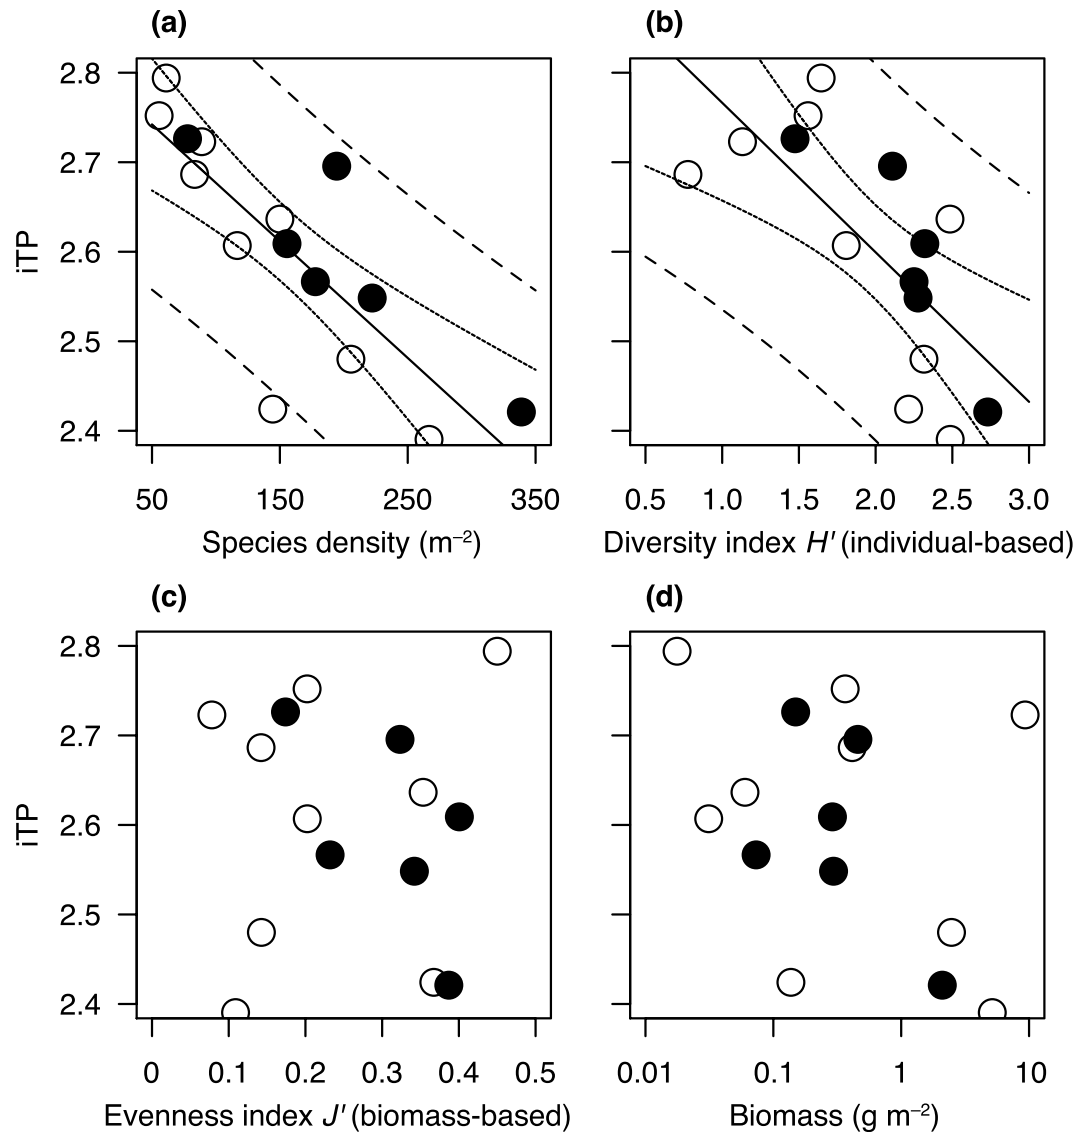 (a)
(b)
2.8
2.7
2.6
2.5
2.4
iTP
50 150 250 350
0.5 1.0 1.5 2.0 2.5 3.0
Species density (m⁻²)
Diversity index H′ (individual-based)
(c)
(d)
2.8
2.7
2.6
2.5
2.4
iTP
0 0.1 0.2 0.3 0.4 0.5
0.01 0.1 1 10
Evenness index J′ (biomass-based)
Biomass (g m⁻²)